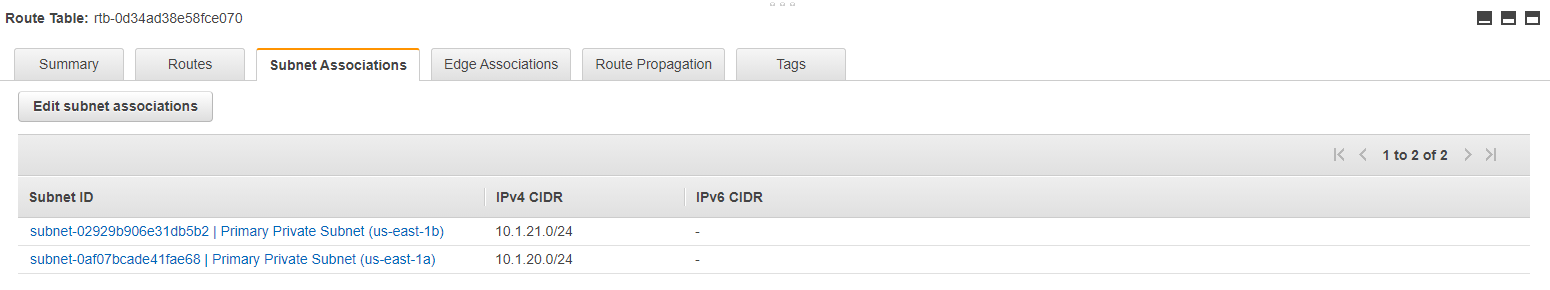 Route Table: rtb-0d34ad38e58fce070
Summary Routes Subnet Associations Edge Associations Route Propagation Tags
Edit subnet associations
1 to 2 of 2
Subnet ID IPv4 CIDR IPv6 CIDR
subnet-02929b906e31db5b2 | Primary Private Subnet (us-east-1b) 10.1.21.0/24 -
subnet-0af07bcade41fae68 | Primary Private Subnet (us-east-1a) 10.1.20.0/24 -